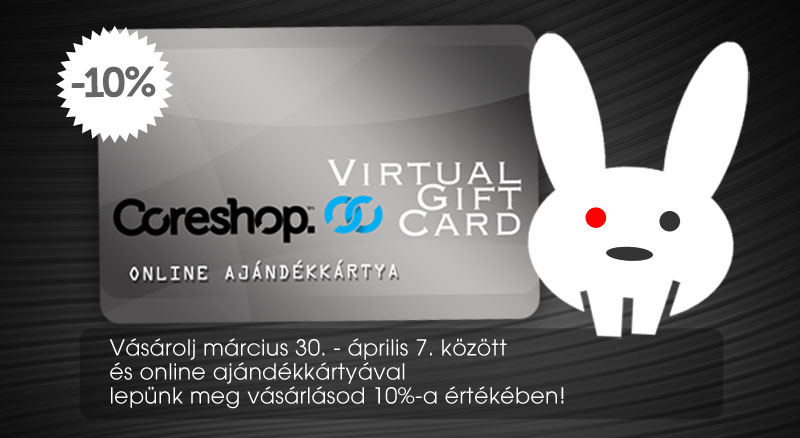 -10%
VIRTUAL
GIFT
CARD
Coreshop.™
ONLINE AJÁNDÉKKÁRTYA
Vásárolj március 30. - április 7. között
és online ajándékkártyával
lepünk meg vásárlásod 10%-a értékében!